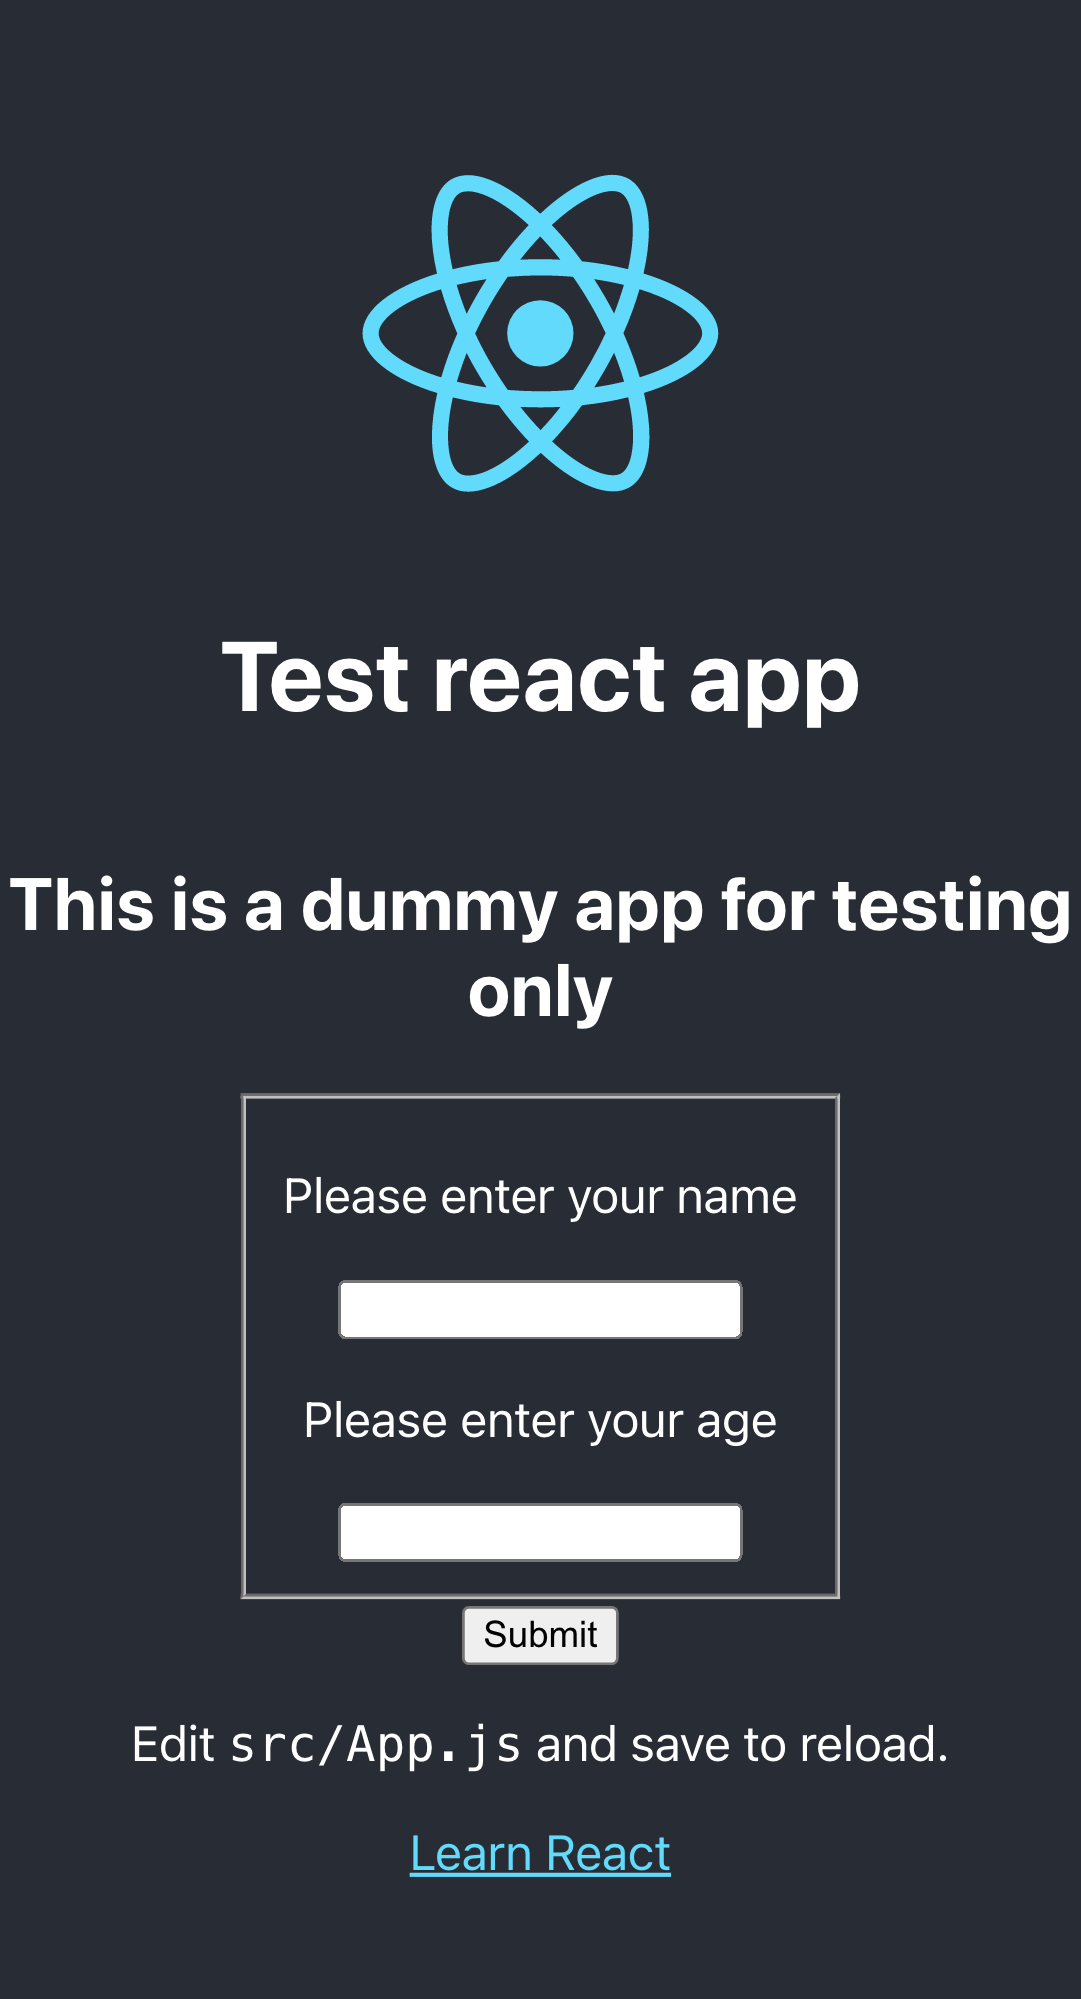 Test react app
This is a dummy app for testing
only
Please enter your name
Please enter your age
Submit
Edit src/App.js and save to reload.
Learn React